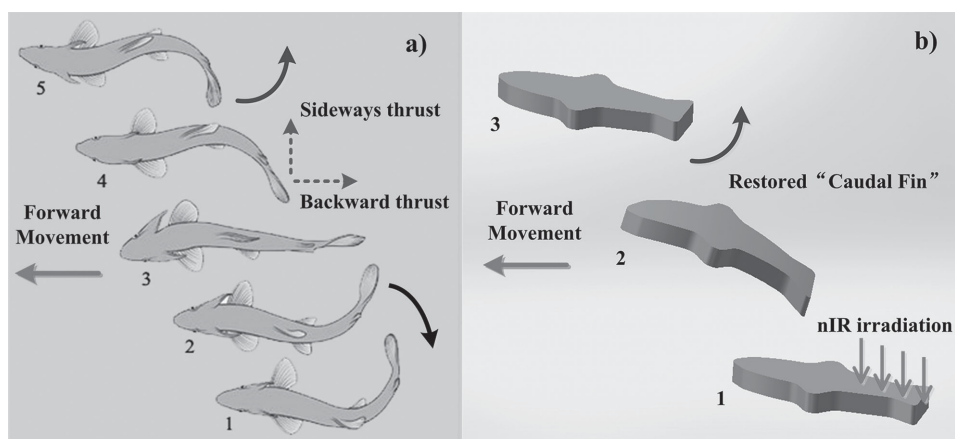 a)
5
Sideways thrust
4
Backward thrust
Forward
Movement
3
2
1
b)
3
Restored “Caudal Fin”
Forward
Movement
2
nIR irradiation
1